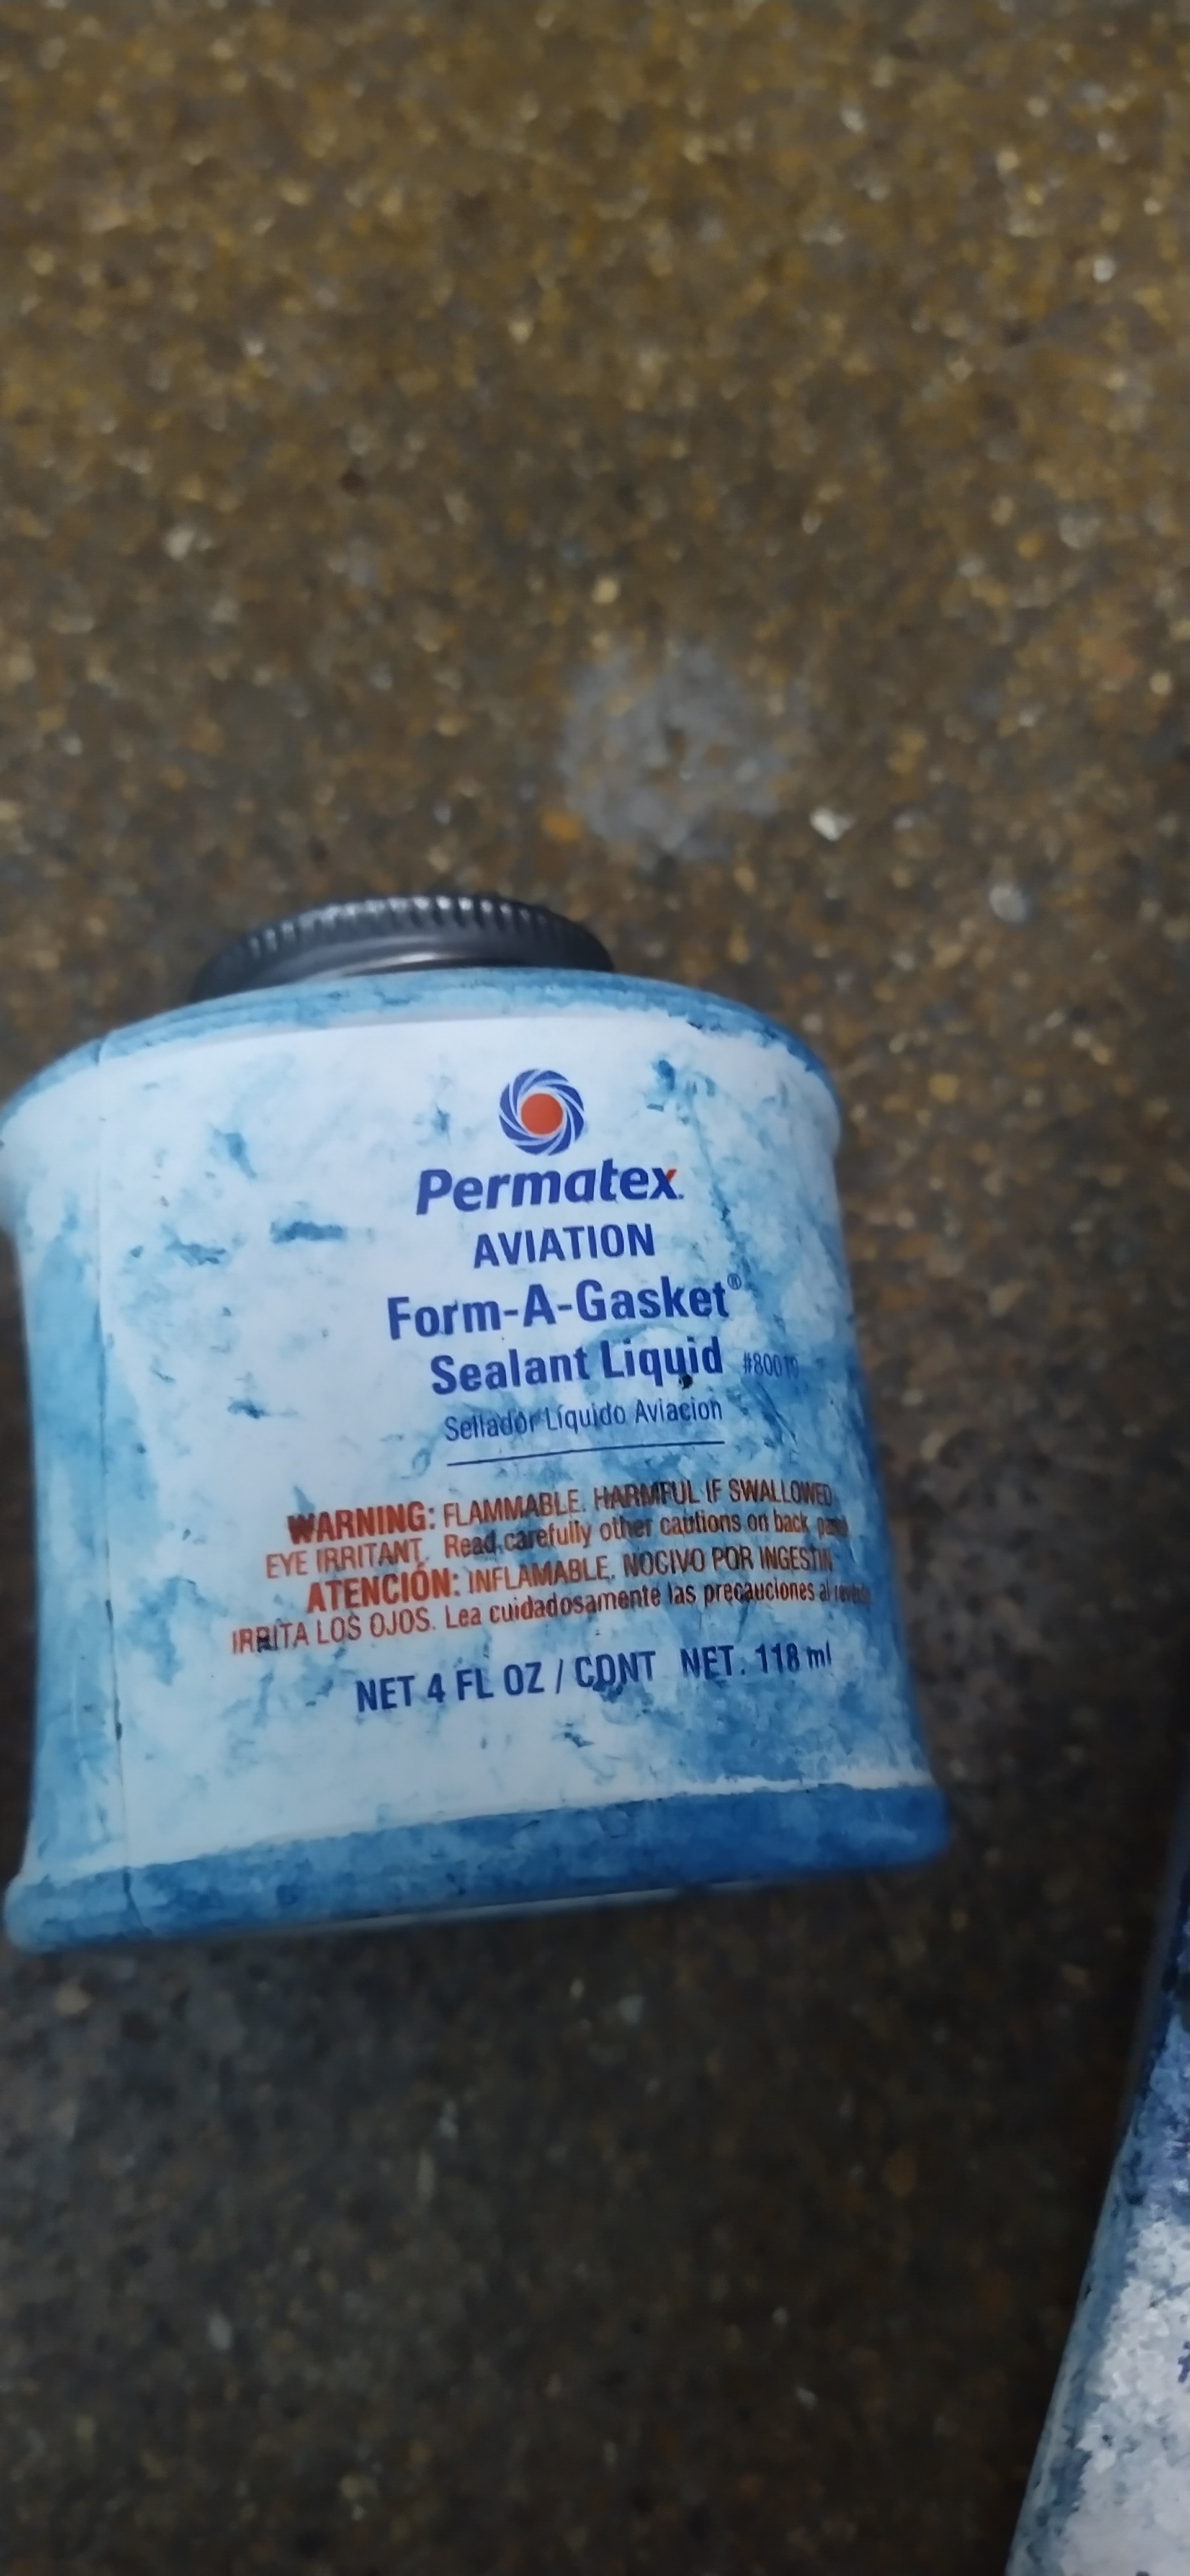 Permatex
AVIATION
Form-A-Gasket®
Sealant Liquid #80019
Sellador Líquido Aviacion
WARNING: FLAMMABLE. HARMFUL IF SWALLOWED
EYE IRRITANT. Read carefully other cautions on back panel
ATENCIÓN: INFLAMABLE. NOCIVO POR INGESTIN
IRRITA LOS OJOS. Lea cuidadosamente las precauciones al
NET 4 FL OZ / CONT NET. 118 ml